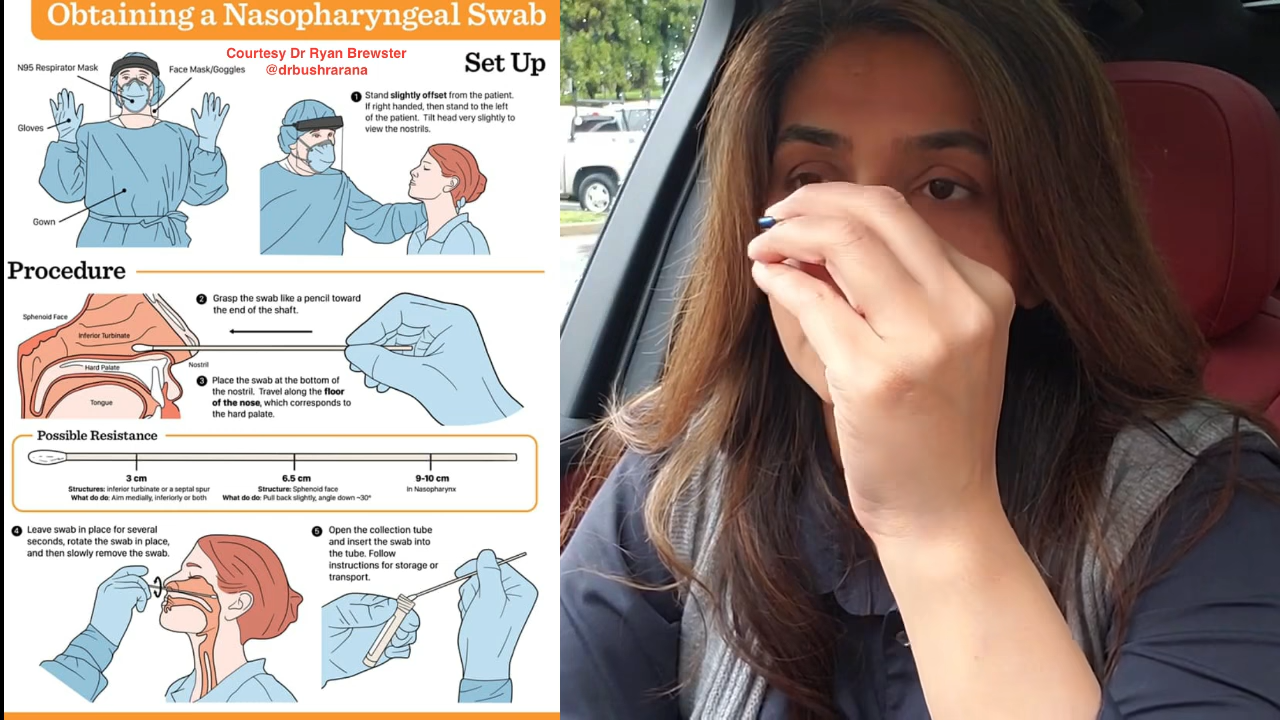 Obtaining a Nasopharyngeal Swab
Courtesy Dr Ryan Brewster
@drbushrarana
Set Up
N95 Respirator Mask
Face Mask/Goggles
Gloves
Gown
1 Stand slightly offset from the patient.
If right handed, then stand to the left
of the patient. Tilt head very slightly to
view the nostrils.
Procedure
2 Grasp the swab like a pencil toward
the end of the shaft.
Sphenoid Face
Inferior Turbinate
Hard Palate
Nostril
Tongue
3 Place the swab at the bottom of
the nostril. Travel along the floor
of the nose, which corresponds to
the hard palate.
Possible Resistance
3 cm
Structures: inferior turbinate or a septal spur
What do do: Aim medially, inferiorly or both
6.5 cm
Structure: Sphenoid face
What do do: Pull back slightly, angle down ~30°
9-10 cm
In Nasopharynx
4 Leave swab in place for several
seconds, rotate the swab in place,
and then slowly remove the swab.
5 Open the collection tube
and insert the swab into
the tube. Follow
instructions for storage or
transport.